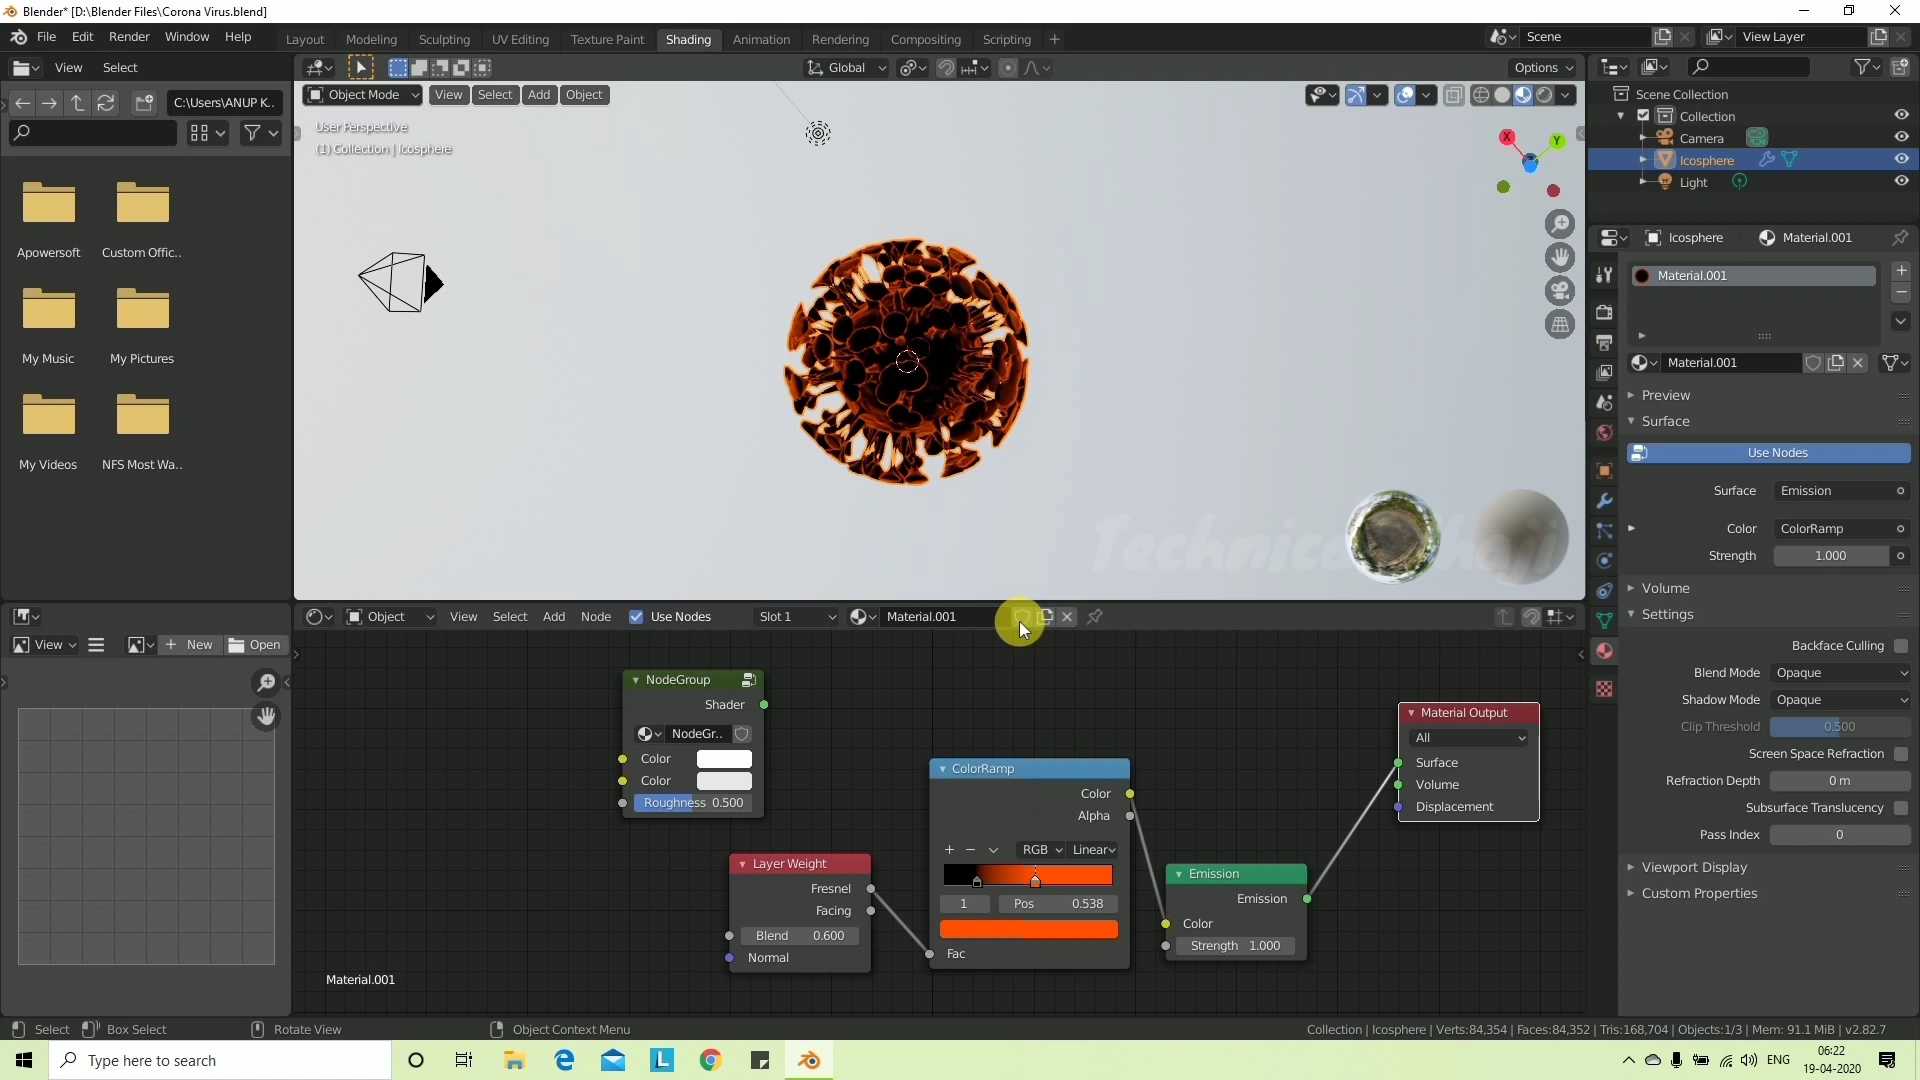 Blender* [D:\Blender Files\Corona Virus.blend]
File Edit Render Window Help Layout Modeling Sculpting UV Editing Texture Paint Shading Animation Rendering Compositing Scripting + Scene View Layer
View Select Global Options
C:\Users\ANUP K..
Object Mode View Select Add Object
User Perspective
(1) Collection | Icosphere
X Y
Apowersoft Custom Offic..
My Music My Pictures
My Videos NFS Most Wa..
Scene Collection
Collection
Camera
Icosphere
Light
Icosphere Material.001
Material.001
Material.001
Preview
Surface
Use Nodes
Surface Emission
Color ColorRamp
Strength 1.000
Volume
Settings
Backface Culling
Blend Mode Opaque
Shadow Mode Opaque
Clip Threshold 0.500
Screen Space Refraction
Refraction Depth 0 m
Subsurface Translucency
Pass Index 0
Viewport Display
Custom Properties
Object View Select Add Node Use Nodes Slot 1 Material.001
View + New Open
NodeGroup
Shader
NodeGr..
Color
Color
Roughness 0.500
Layer Weight
Fresnel
Facing
Blend 0.600
Normal
ColorRamp
Color
Alpha
+ − RGB Linear
1 Pos 0.538
Fac
Emission
Emission
Color
Strength 1.000
Material Output
All
Surface
Volume
Displacement
Material.001
Select Box Select Rotate View Object Context Menu
Collection | Icosphere | Verts:84,354 | Faces:84,352 | Tris:168,704 | Objects:1/3 | Mem: 91.1 MiB | v2.82.7
Type here to search
L
ENG
06:22
19-04-2020